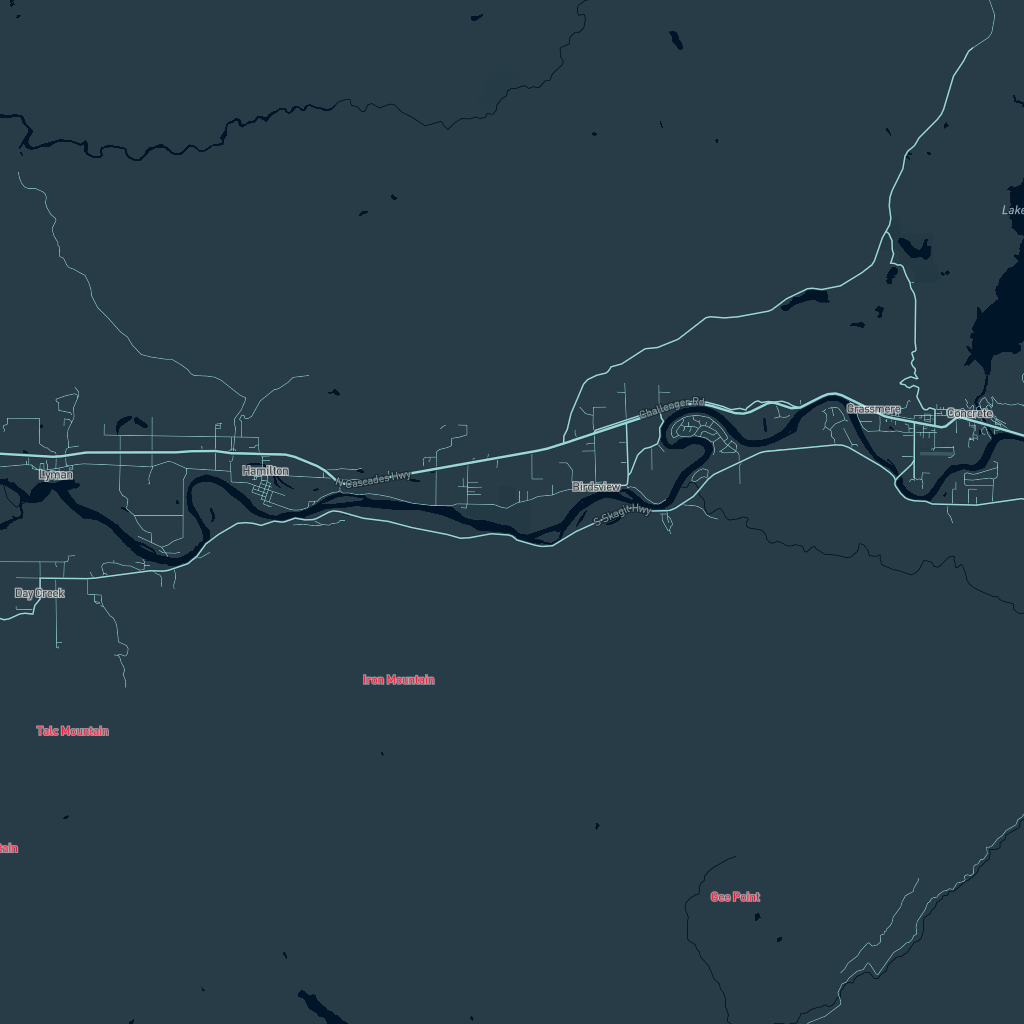 Lake
Challenger Rd
Grassmere
Concrete
Lyman
Hamilton
N Cascades Hwy
Birdsview
S Skagit Hwy
Day Creek
Iron Mountain
Talc Mountain
tain
Gee Point